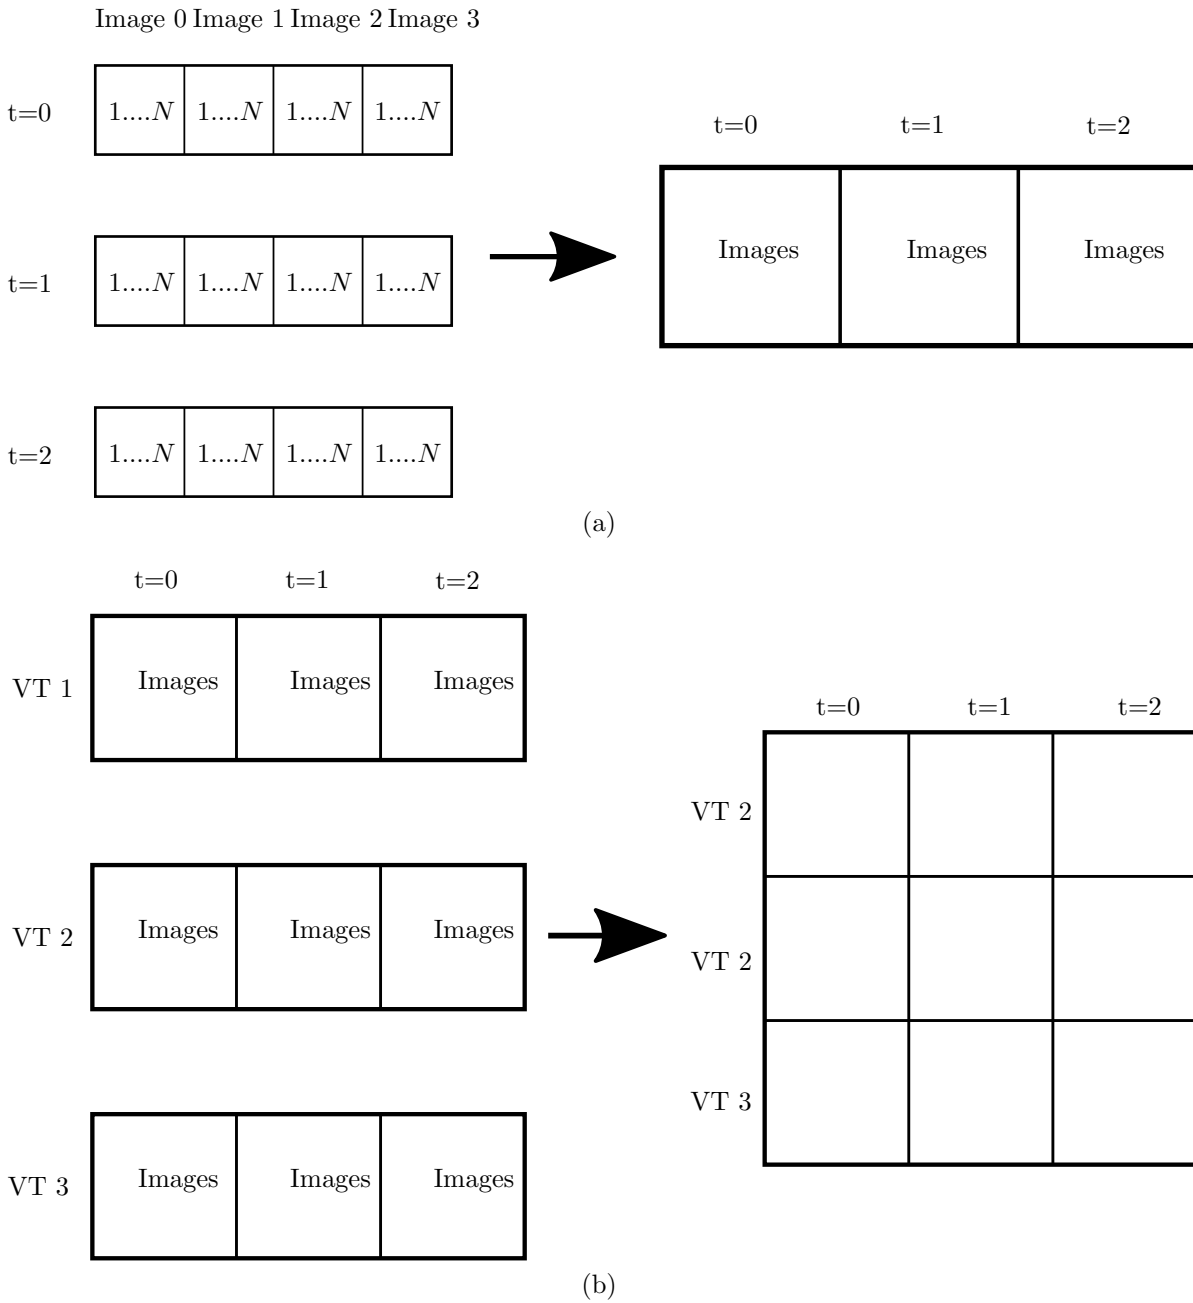 Image 0 Image 1 Image 2 Image 3
t=0 1....N 1....N 1....N 1....N
t=1 1....N 1....N 1....N 1....N
t=2 1....N 1....N 1....N 1....N
t=0 t=1 t=2
Images Images Images
(a)
t=0 t=1 t=2
VT 1 Images Images Images
VT 2 Images Images Images
VT 3 Images Images Images
t=0 t=1 t=2
VT 2
VT 2
VT 3
(b)